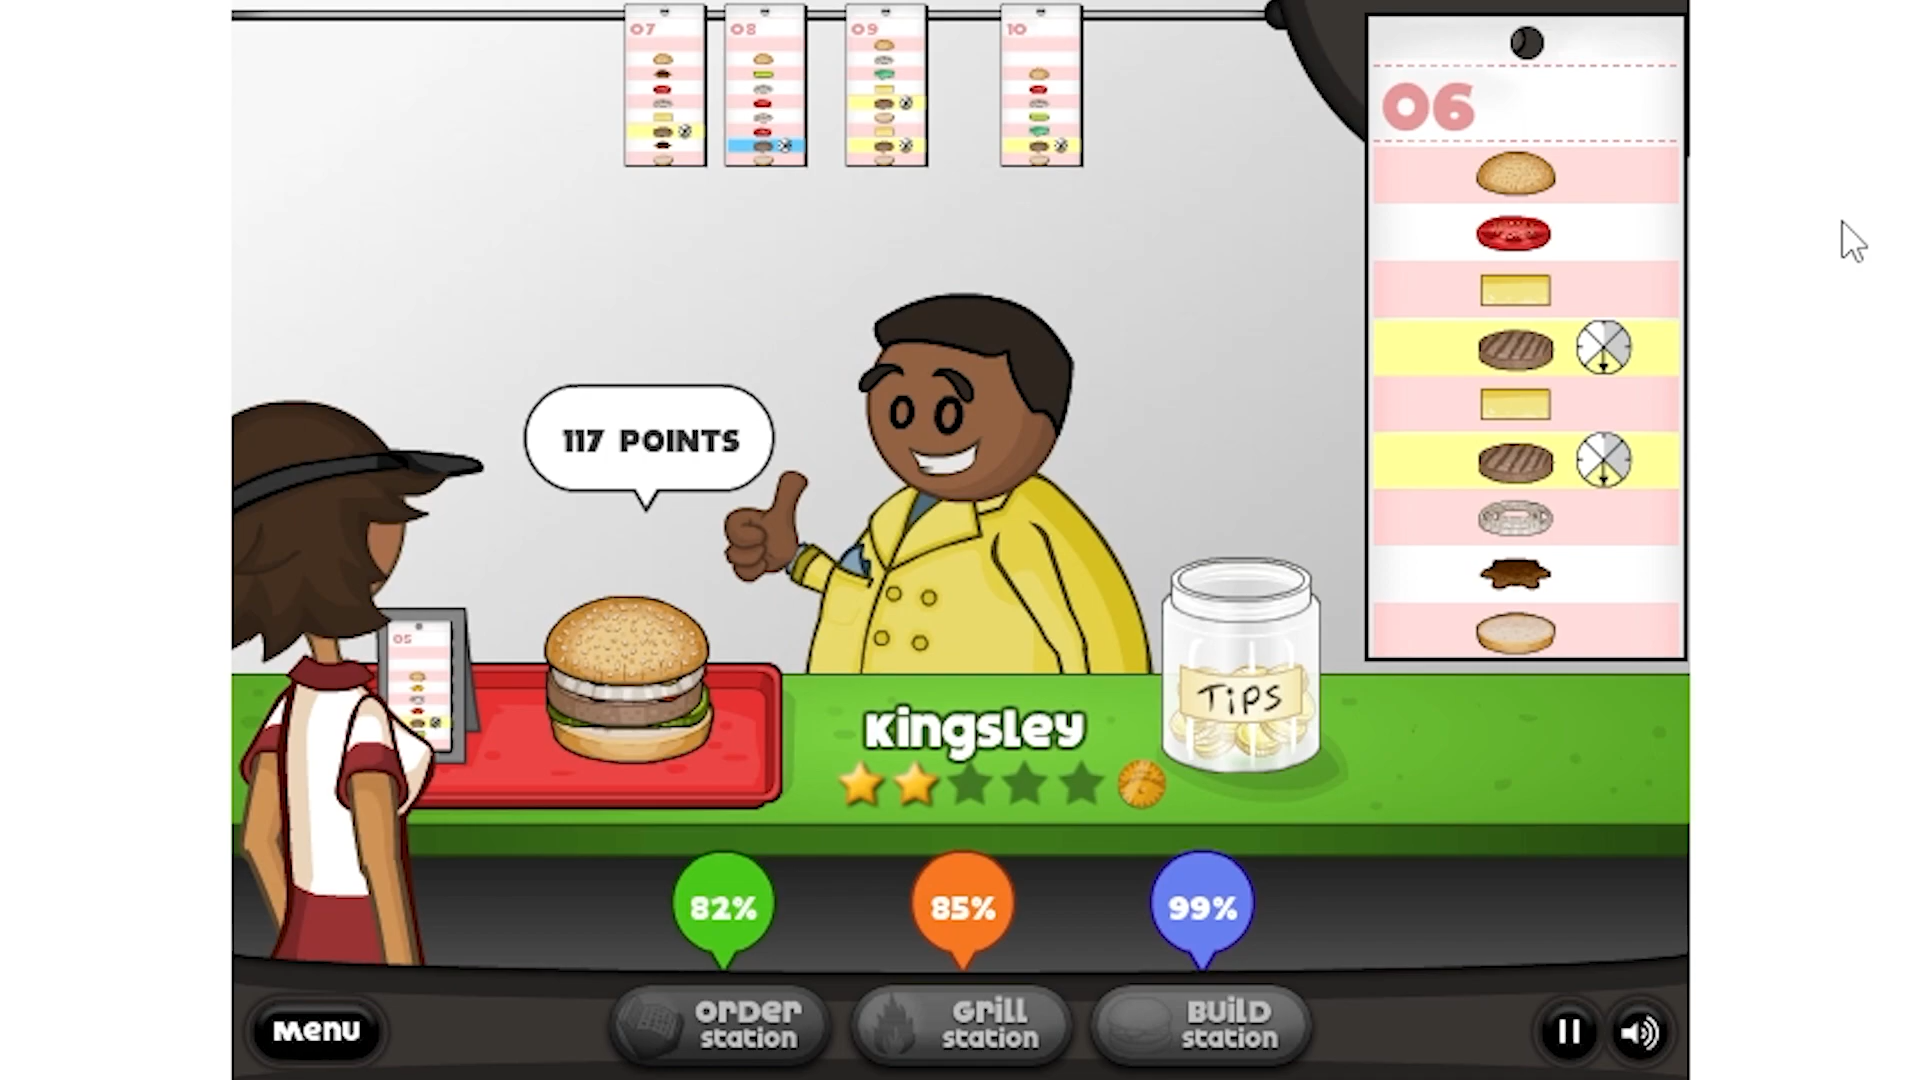 07
08
09
10
06
117 POINTS
05
TiPS
Kingsley
82%
85%
99%
Menu
Order
station
Grill
station
Build
station